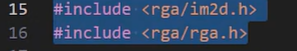 15 #include <rga/im2d.h>
16 #include <rga/rga.h>